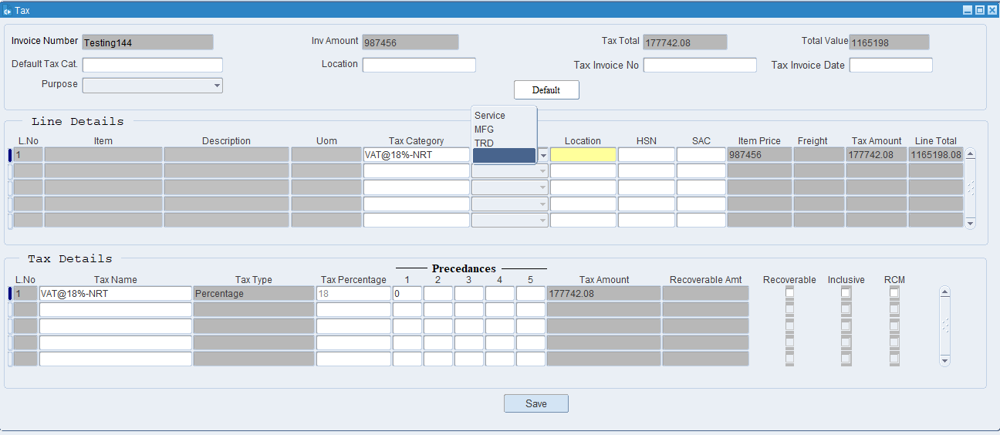 Tax
Invoice Number Testing144 Inv Amount 987456 Tax Total 177742.08 Total Value 1165198
Default Tax Cat. Location Tax Invoice No Tax Invoice Date
Purpose
Default
Line Details
Service
MFG
TRD
L.No Item Description Uom Tax Category Location HSN SAC Item Price Freight Tax Amount Line Total
1 VAT@18%-NRT 987456 177742.08 1165198.08
Tax Details
Precedances
L.No Tax Name Tax Type Tax Percentage 1 2 3 4 5 Tax Amount Recoverable Amt Recoverable Inclusive RCM
1 VAT@18%-NRT Percentage 18 0 177742.08
Save